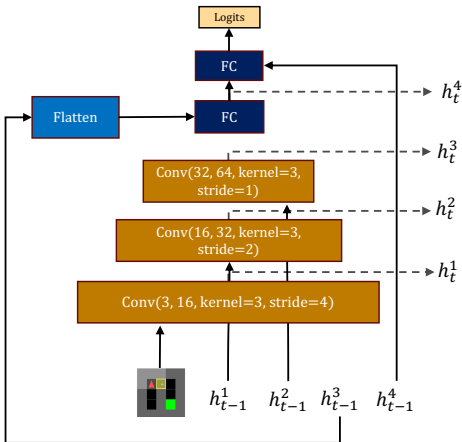 Logits
FC
Flatten
FC
h_t^4
h_t^3
Conv(32, 64, kernel=3,
stride=1)
h_t^2
Conv(16, 32, kernel=3,
stride=2)
h_t^1
Conv(3, 16, kernel=3, stride=4)
h_{t-1}^1 h_{t-1}^2 h_{t-1}^3 h_{t-1}^4